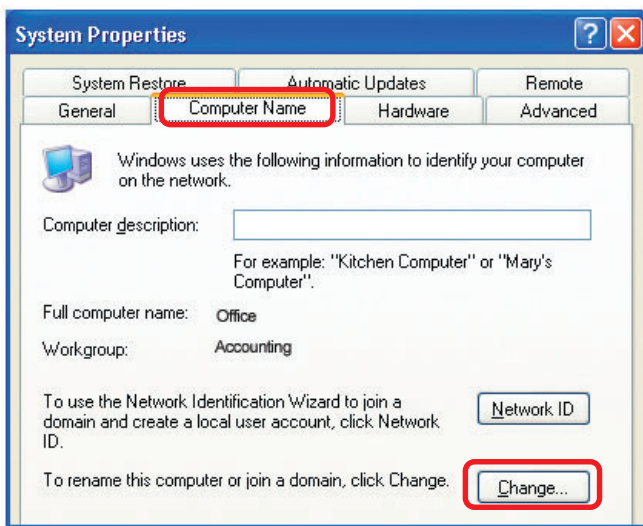 System Properties
System Restore Automatic Updates Remote
General Computer Name Hardware Advanced
Windows uses the following information to identify your computer
on the network.
Computer description:
For example: "Kitchen Computer" or "Mary's
Computer".
Full computer name: Office
Workgroup: Accounting
To use the Network Identification Wizard to join a
domain and create a local user account, click Network
ID.
Network ID
To rename this computer or join a domain, click Change.
Change...